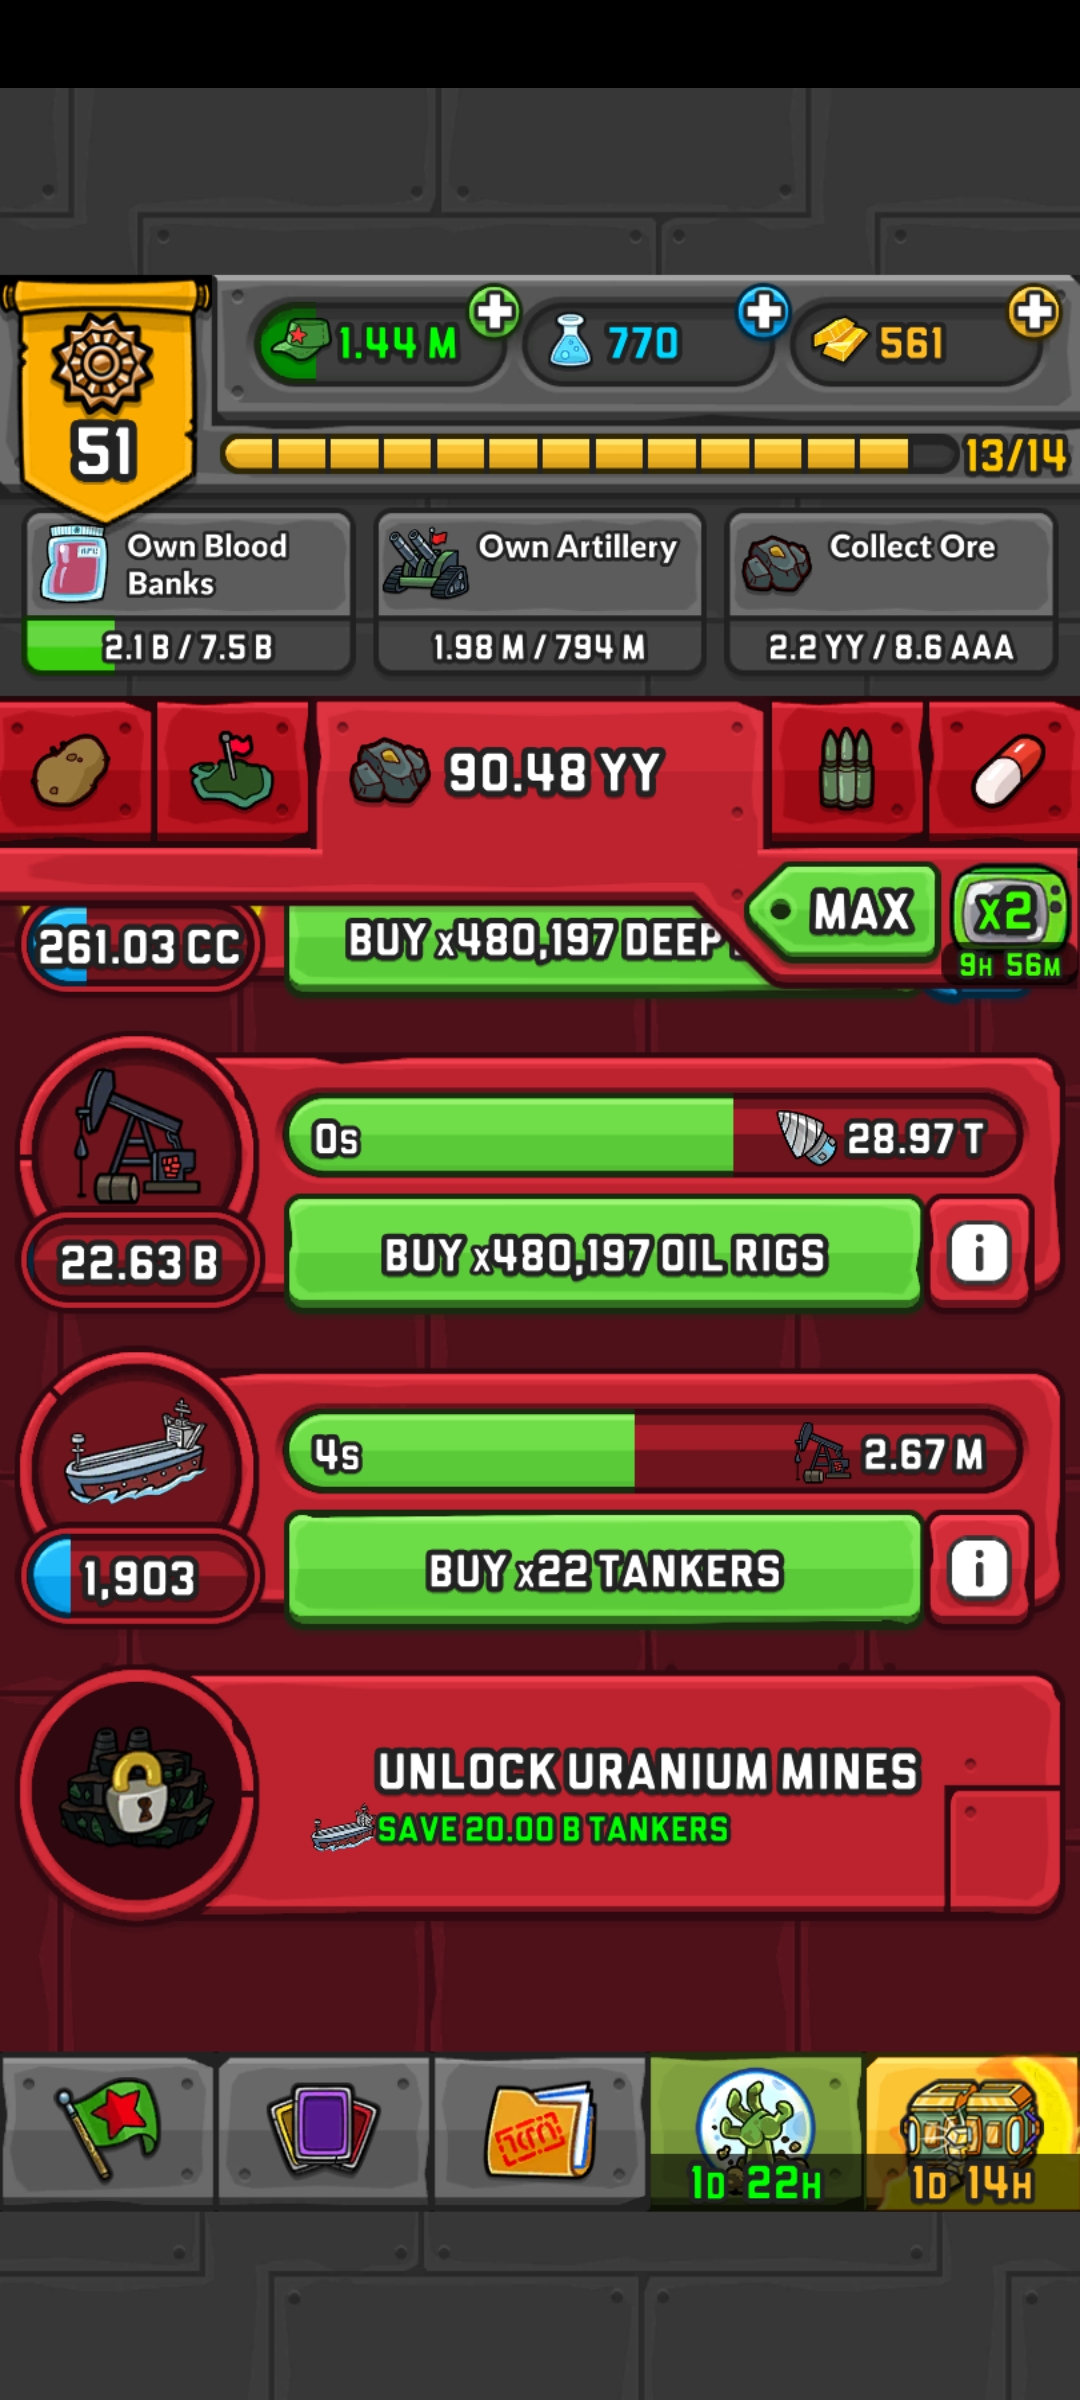 1.44 M
770
561
51
13/14
Own Blood
Banks
Own Artillery
Collect Ore
2.1 B / 7.5 B
1.98 M / 794 M
2.2 YY / 8.6 AAA
90.48 YY
MAX
x2
9H 56M
261.03 CC
BUY x480,197 DEEP
0s
28.97 T
22.63 B
BUY x480,197 OIL RIGS
i
4s
2.67 M
1,903
BUY x22 TANKERS
i
UNLOCK URANIUM MINES
SAVE 20.00 B TANKERS
1D 22H
1D 14H